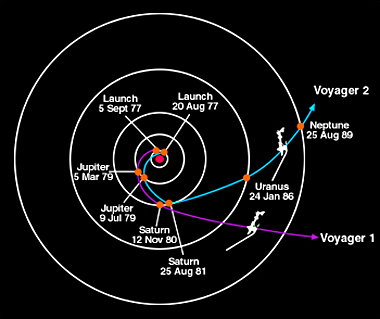 Launch
5 Sept 77
Launch
20 Aug 77
Voyager 2
Neptune
25 Aug 89
Jupiter
5 Mar 79
Uranus
24 Jan 86
Jupiter
9 Jul 79
Saturn
12 Nov 80
Voyager 1
Saturn
25 Aug 81